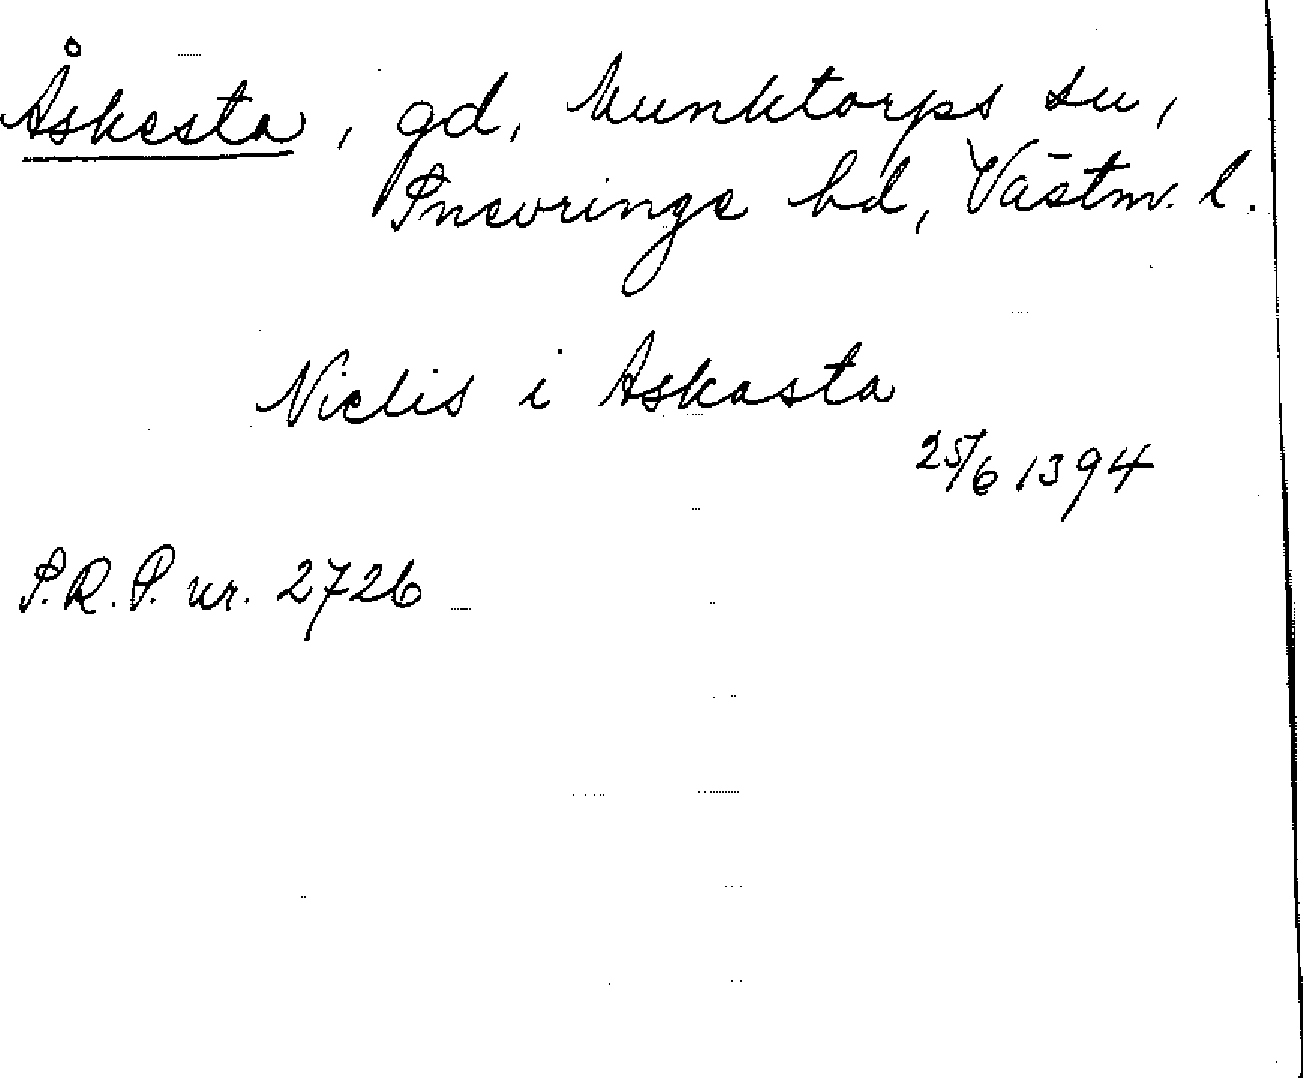 Åskesta, gd, Munktorps sn,
Snevringe hd, Västm. l.
Niclis i Askasta
25/6 1394
S.R.P. nr. 2726